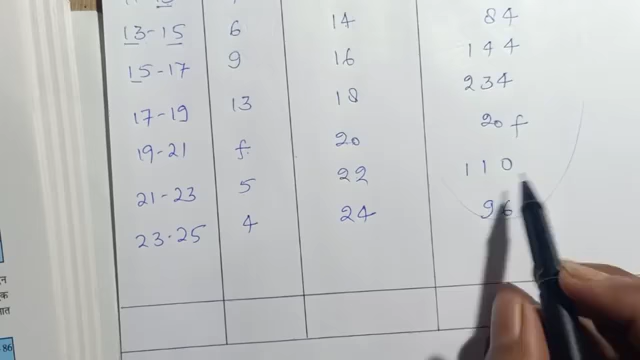 13-15 6 14 84
15-17 9 16 144
17-19 13 18 234
19-21 f 20 20f
21-23 5 22 110
23-25 4 24 96
86